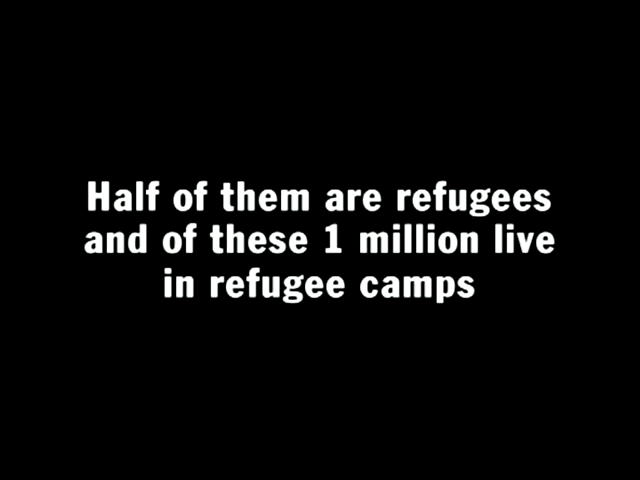 Half of them are refugees
and of these 1 million live
in refugee camps